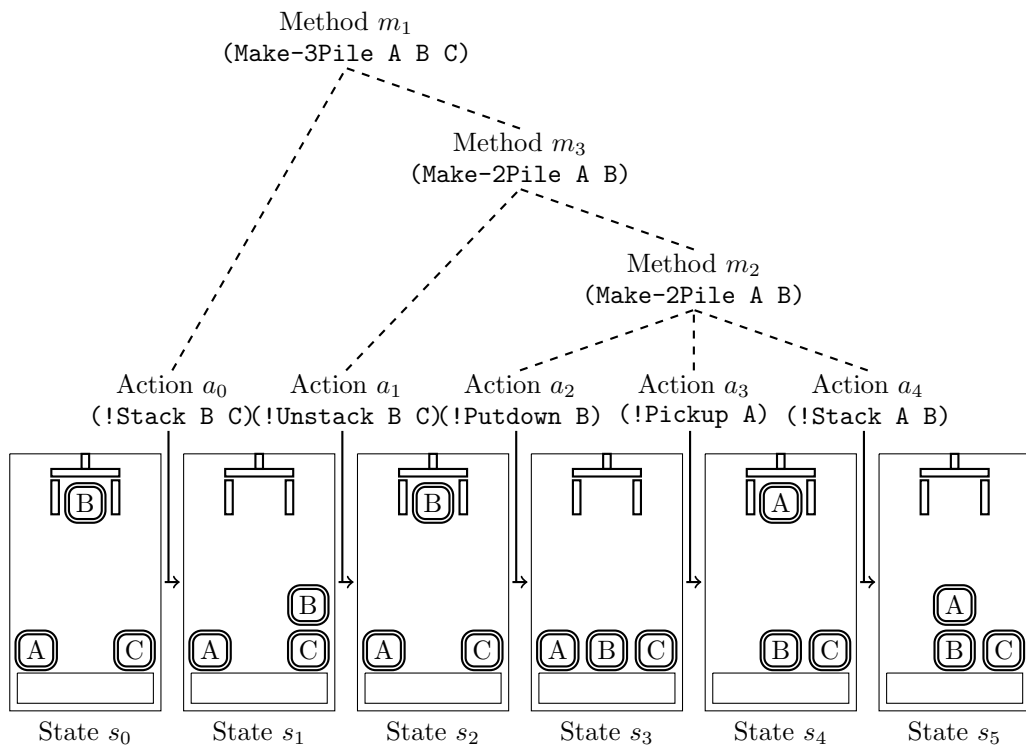 Method m₁
(Make-3Pile A B C)
Method m₃
(Make-2Pile A B)
Method m₂
(Make-2Pile A B)
Action a₀ Action a₁ Action a₂ Action a₃ Action a₄
(!Stack B C) (!Unstack B C) (!Putdown B) (!Pickup A) (!Stack A B)
B B A
B A
A C A C A C A B C B C B C
State s₀ State s₁ State s₂ State s₃ State s₄ State s₅